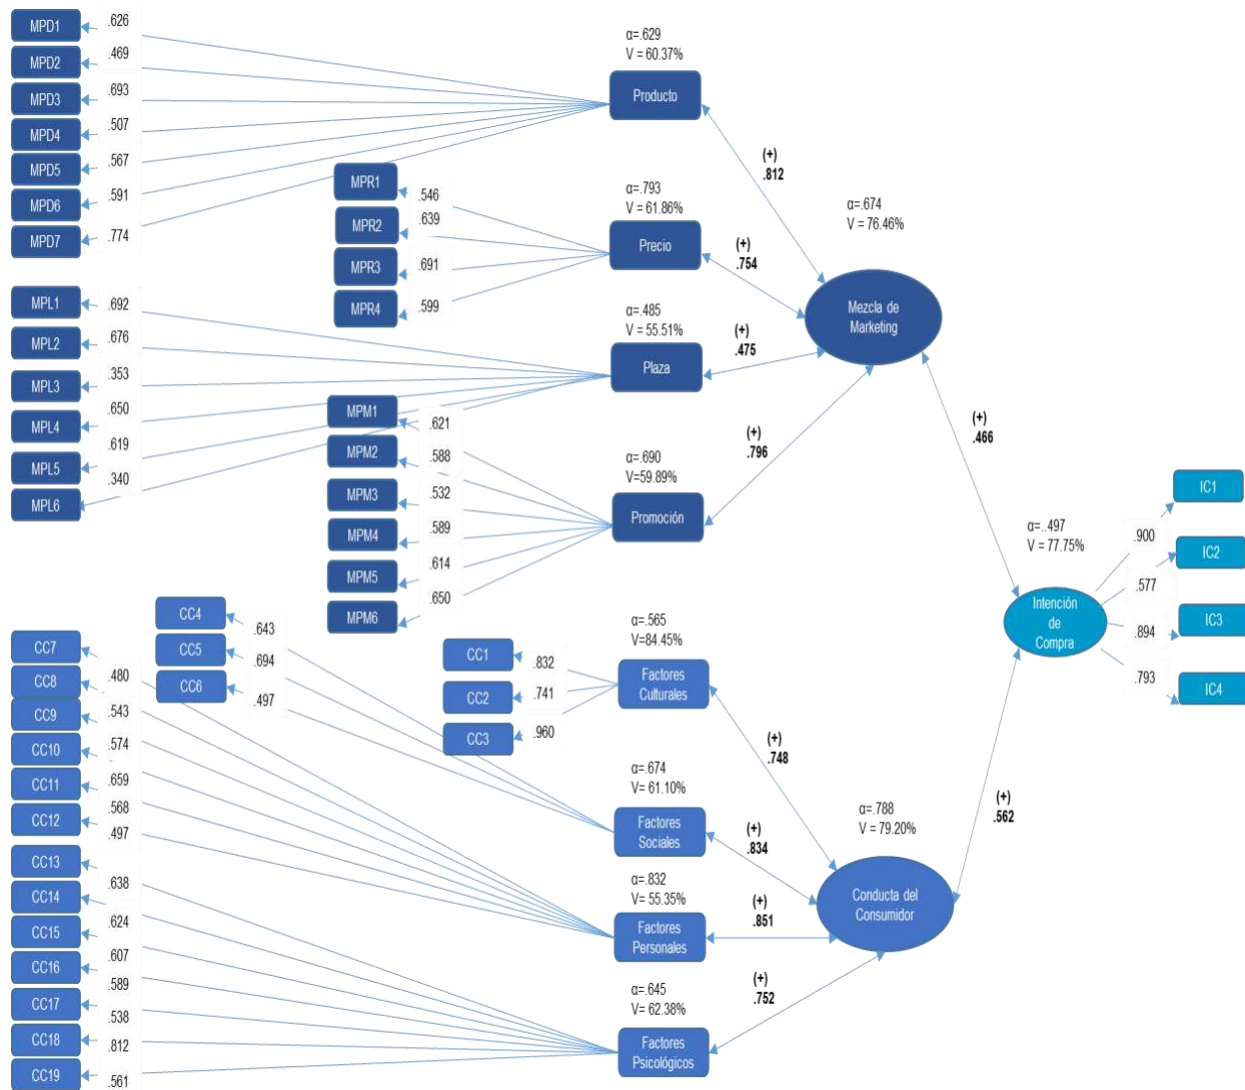 MPD1
.626
MPD2
.469
MPD3
.693
MPD4
.507
MPD5
.567
MPD6
.591
MPD7
.774
α=.629
V = 60.37%
Producto
(+)
.812
MPR1
.546
MPR2
.639
MPR3
.691
MPR4
.599
α=.793
V = 61.86%
Precio
(+)
.754
α=.674
V = 76.46%
Mezcla de
Marketing
MPL1
.692
MPL2
.676
MPL3
.353
MPL4
.650
MPL5
.619
MPL6
.340
α=.485
V = 55.51%
Plaza
(+)
.475
MPM1
.621
MPM2
.588
MPM3
.532
MPM4
.589
MPM5
.614
MPM6
.650
α=.690
V=59.89%
Promoción
(+)
.796
(+)
.466
α=..497
V = 77.75%
Intención
de
Compra
IC1
.900
IC2
.577
IC3
.894
IC4
.793
CC4
.643
CC5
.694
CC6
.497
CC1
.832
CC2
.741
CC3
.960
α=.565
V=84.45%
Factores
Culturales
(+)
.748
CC7
.480
CC8
.543
CC9
.574
CC10
.659
CC11
.568
CC12
.497
α=.674
V= 61.10%
Factores
Sociales
(+)
.834
α=.788
V = 79.20%
Conducta del
Consumidor
(+)
.562
α=.832
V= 55.35%
Factores
Personales
(+)
.851
CC13
.638
CC14
.624
CC15
.607
CC16
.589
CC17
.538
CC18
.812
CC19
.561
α=.645
V= 62.38%
Factores
Psicológicos
(+)
.752